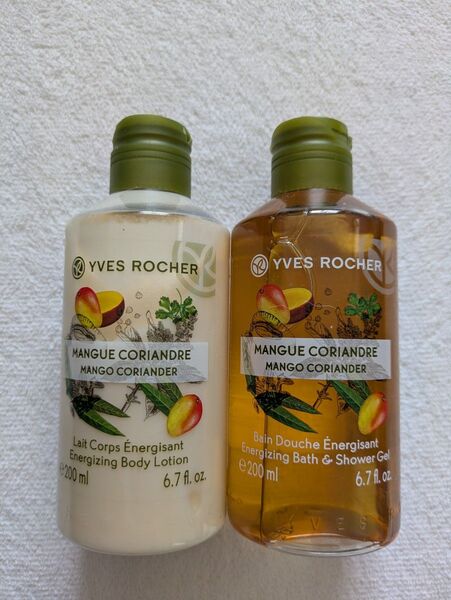 YVES ROCHER
MANGUE CORIANDRE
MANGO CORIANDER
Lait Corps Énergisant
Energizing Body Lotion
e 200 ml 6.7 fl. oz.
YVES ROCHER
MANGUE CORIANDRE
MANGO CORIANDER
Bain Douche Énergisant
Energizing Bath & Shower Gel
e 200 ml 6.7 fl. oz.
YVES